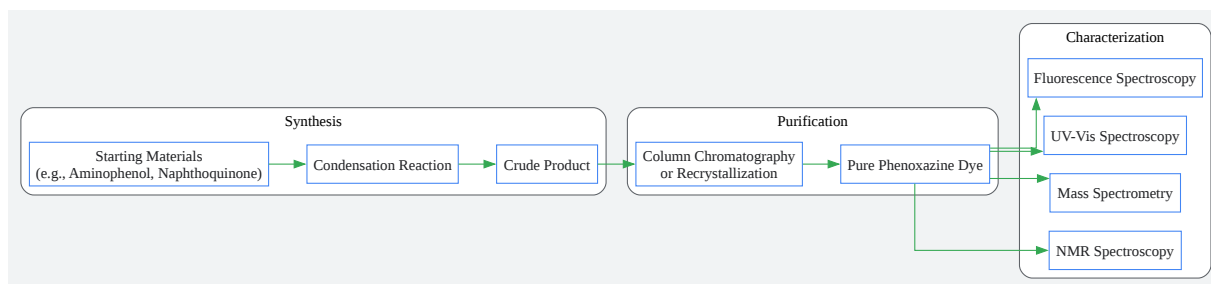 Synthesis
Starting Materials
(e.g., Aminophenol, Naphthoquinone)
Condensation Reaction
Crude Product
Purification
Column Chromatography
or Recrystallization
Pure Phenoxazine Dye
Characterization
Fluorescence Spectroscopy
UV-Vis Spectroscopy
Mass Spectrometry
NMR Spectroscopy